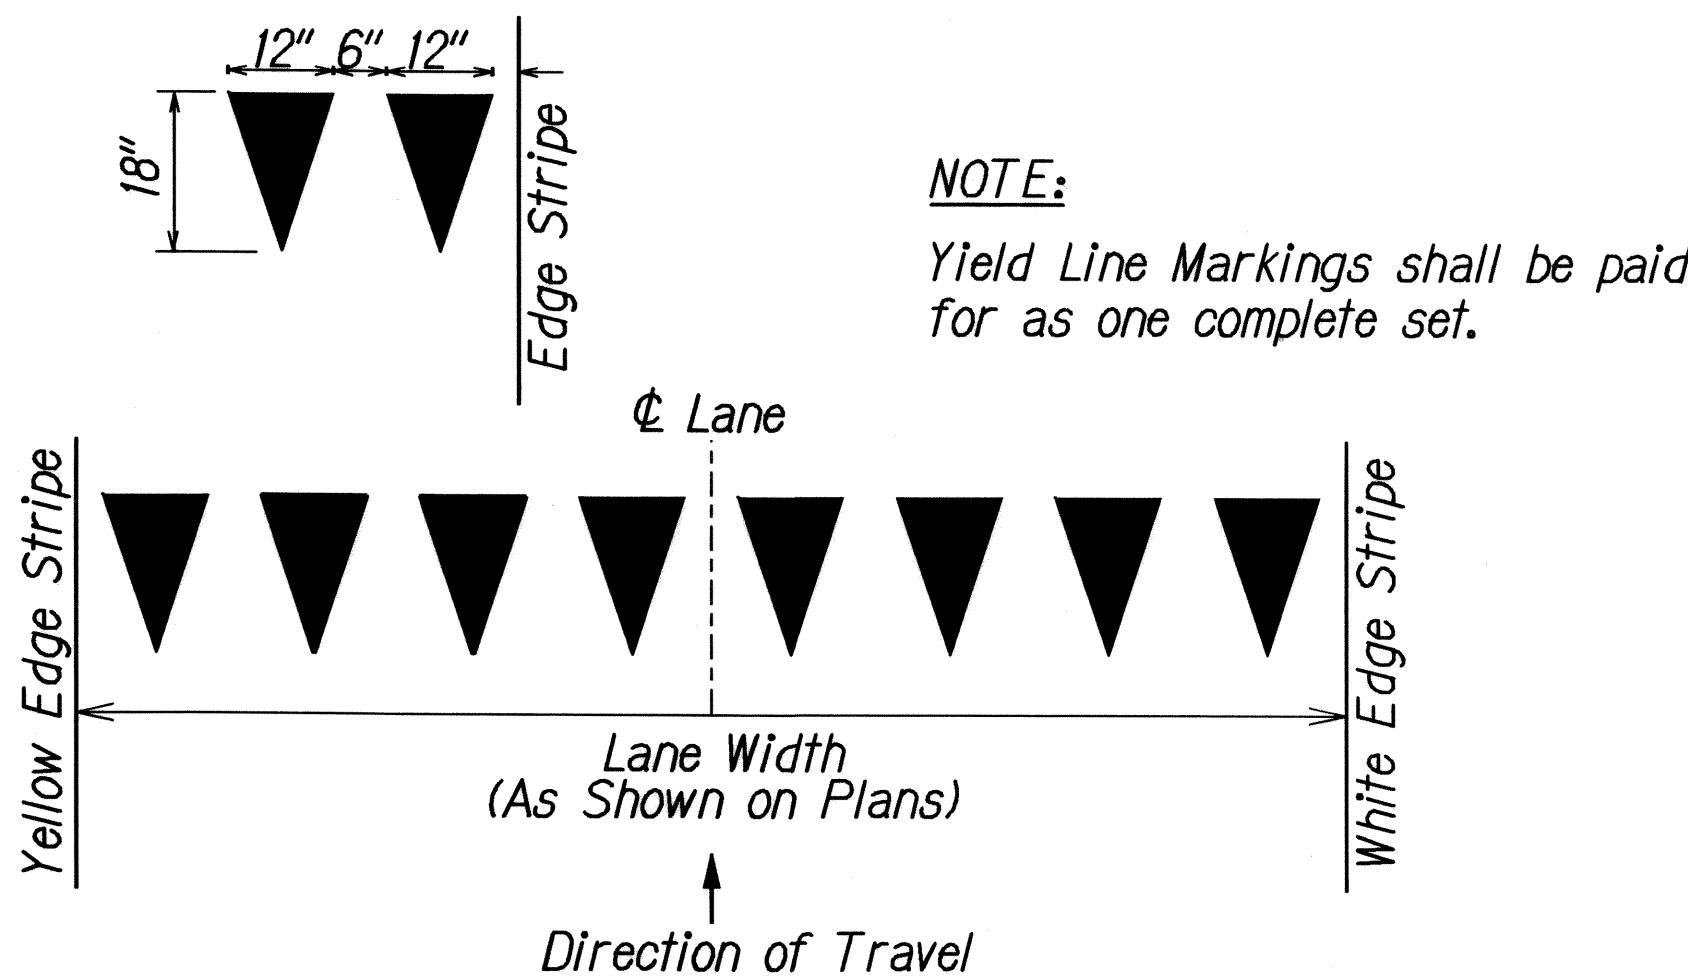 12" 6" 12"
18"
Edge Stripe
NOTE:
Yield Line Markings shall be paid
for as one complete set.
℄ Lane
Yellow Edge Stripe
White Edge Stripe
Lane Width
(As Shown on Plans)
Direction of Travel